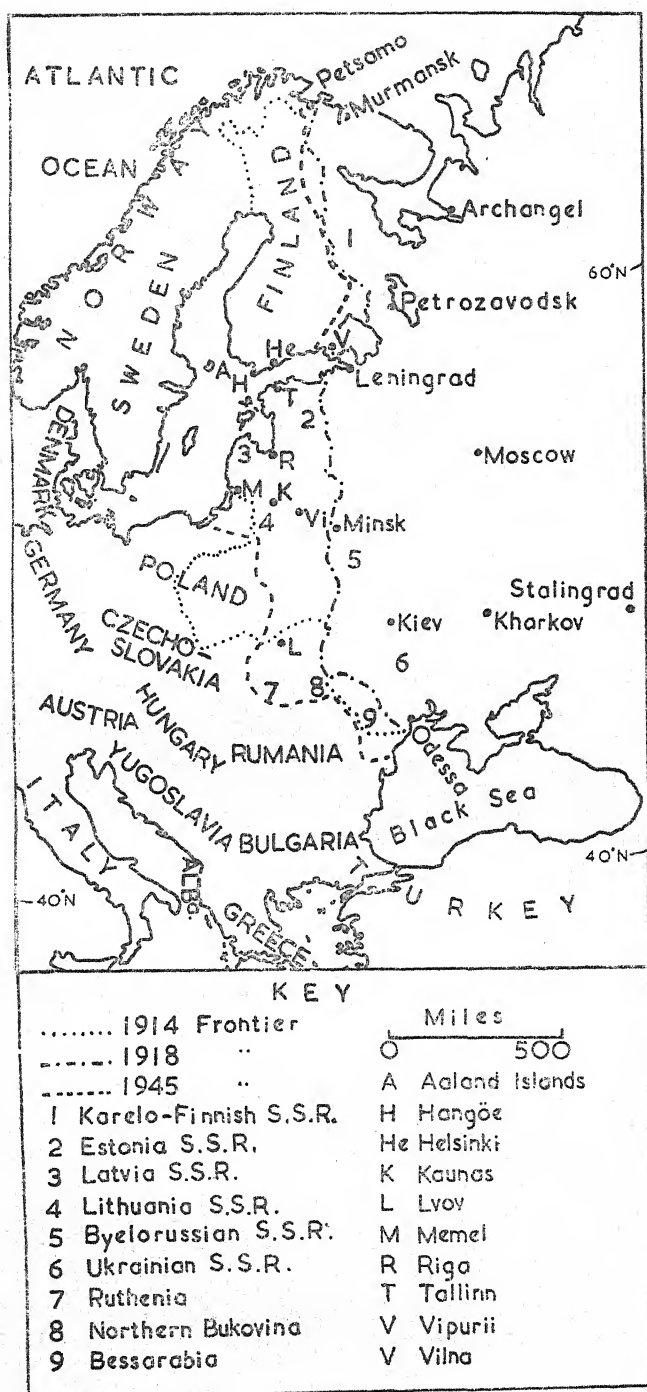 ATLANTIC
OCEAN
Petsamo
Murmansk
NORWAY
SWEDEN
FINLAND
Archangel
1
60°N
Petrozavodsk
He
V
A
H
Leningrad
T
2
DENMARK
3
R
Moscow
M
K
4
Vi
Minsk
5
GERMANY
POLAND
Stalingrad
CZECHO-
SLOVAKIA
L
Kiev
Kharkov
6
7
8
9
AUSTRIA
HUNGARY
RUMANIA
Odessa
YUGOSLAVIA
BULGARIA
Black Sea
ITALY
ALB.
40°N
40°N
GREECE
TURKEY
KEY
........ 1914 Frontier
1918 "
1945 "
1 Karelo-Finnish S.S.R.
2 Estonia S.S.R.
3 Latvia S.S.R.
4 Lithuania S.S.R.
5 Byelorussian S.S.R.
6 Ukrainian S.S.R.
7 Ruthenia
8 Northern Bukovina
9 Bessarabia
Miles
0 500
A Aaland Islands
H Hangöe
He Helsinki
K Kaunas
L Lvov
M Memel
R Riga
T Tallinn
V Vipurii
V Vilna